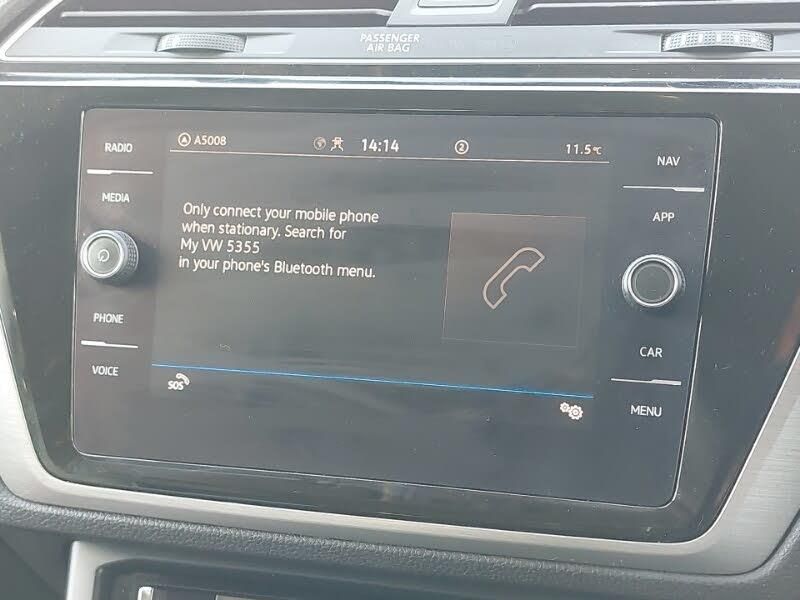 PASSENGER
AIR BAG
RADIO
MEDIA
PHONE
VOICE
A5008
14:14
2
11.5°C
Only connect your mobile phone
when stationary. Search for
My VW 5355
in your phone's Bluetooth menu.
SOS
NAV
APP
CAR
MENU